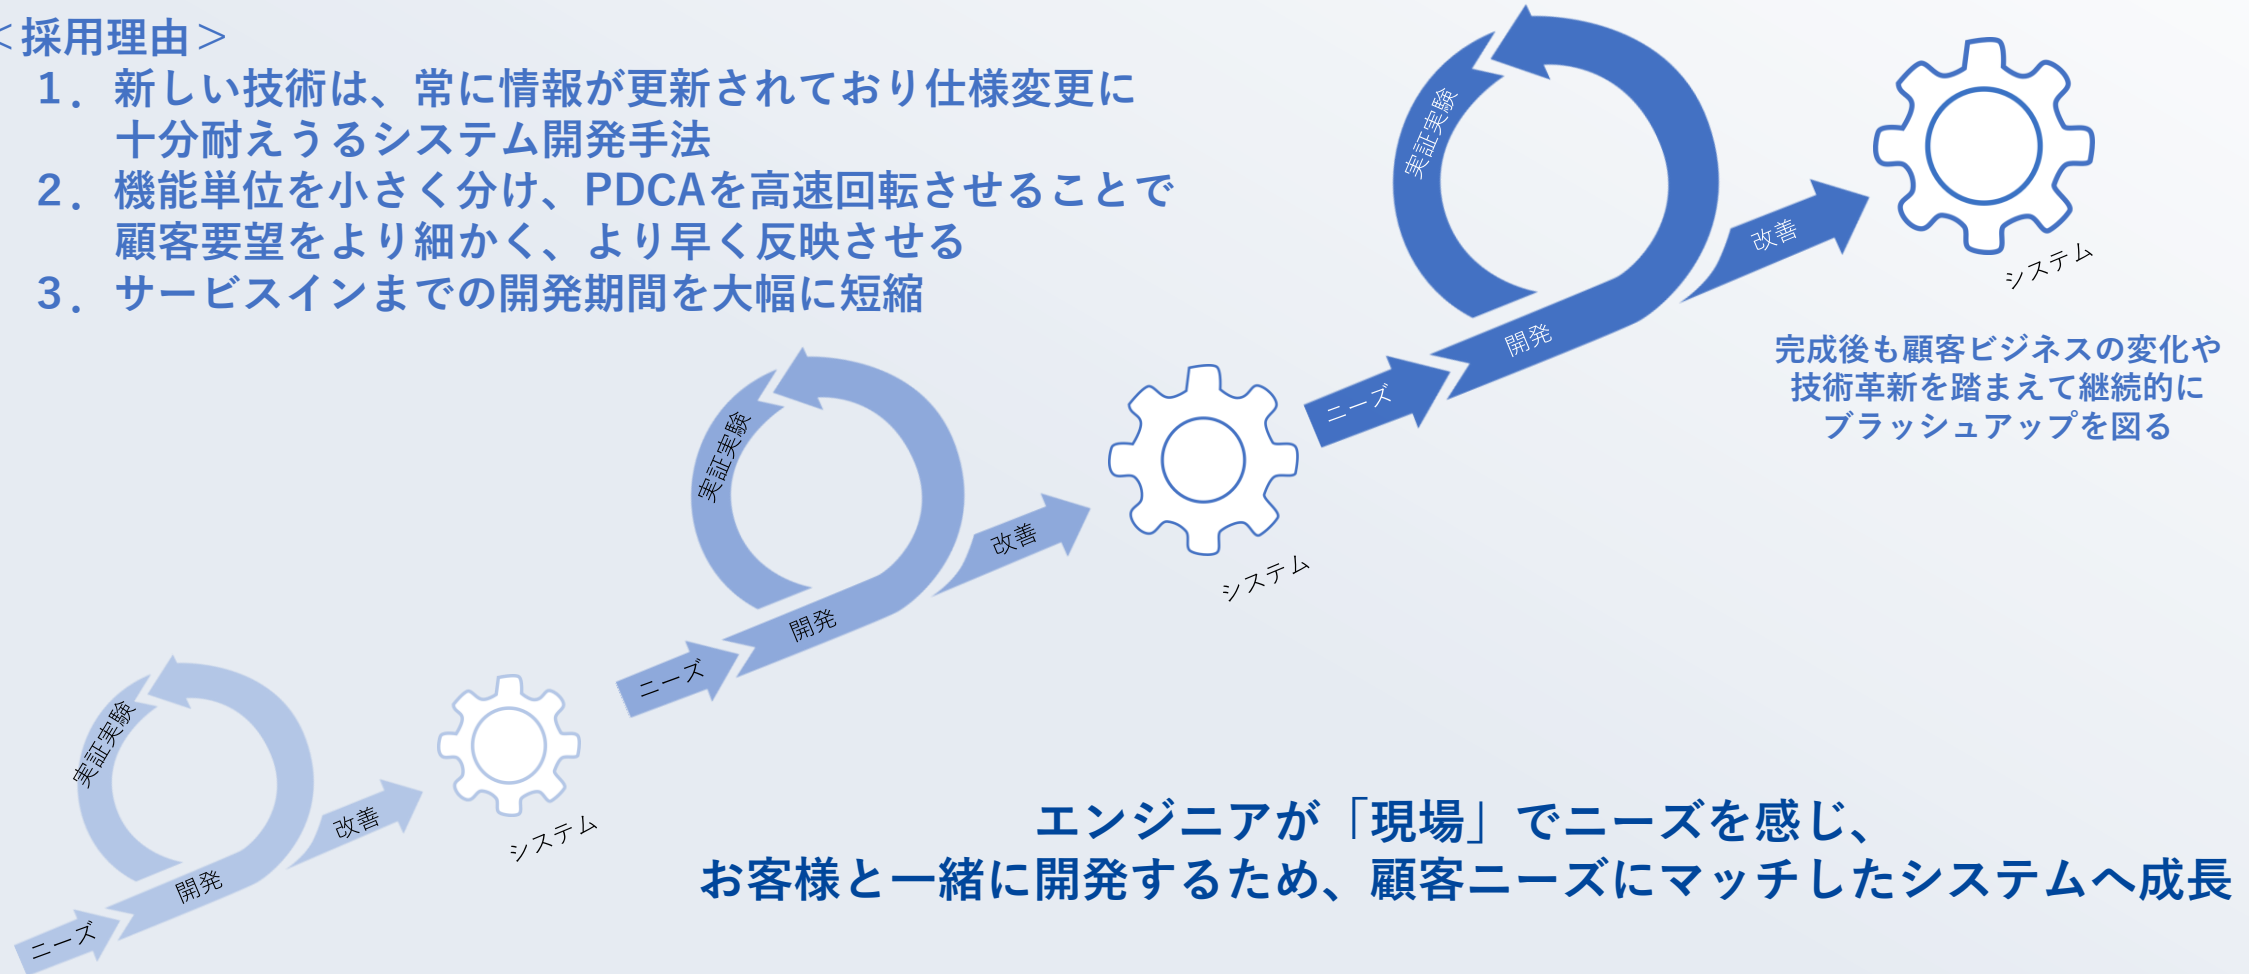 ＜採用理由＞
１．新しい技術は、常に情報が更新されており仕様変更に
十分耐えうるシステム開発手法
２．機能単位を小さく分け、PDCAを高速回転させることで
顧客要望をより細かく、より早く反映させる
３．サービスインまでの開発期間を大幅に短縮
実証実験
開発
ニーズ
改善
システム
完成後も顧客ビジネスの変化や
技術革新を踏まえて継続的に
ブラッシュアップを図る
実証実験
開発
ニーズ
改善
システム
実証実験
開発
ニーズ
改善
システム
エンジニアが「現場」でニーズを感じ、
お客様と一緒に開発するため、顧客ニーズにマッチしたシステムへ成長